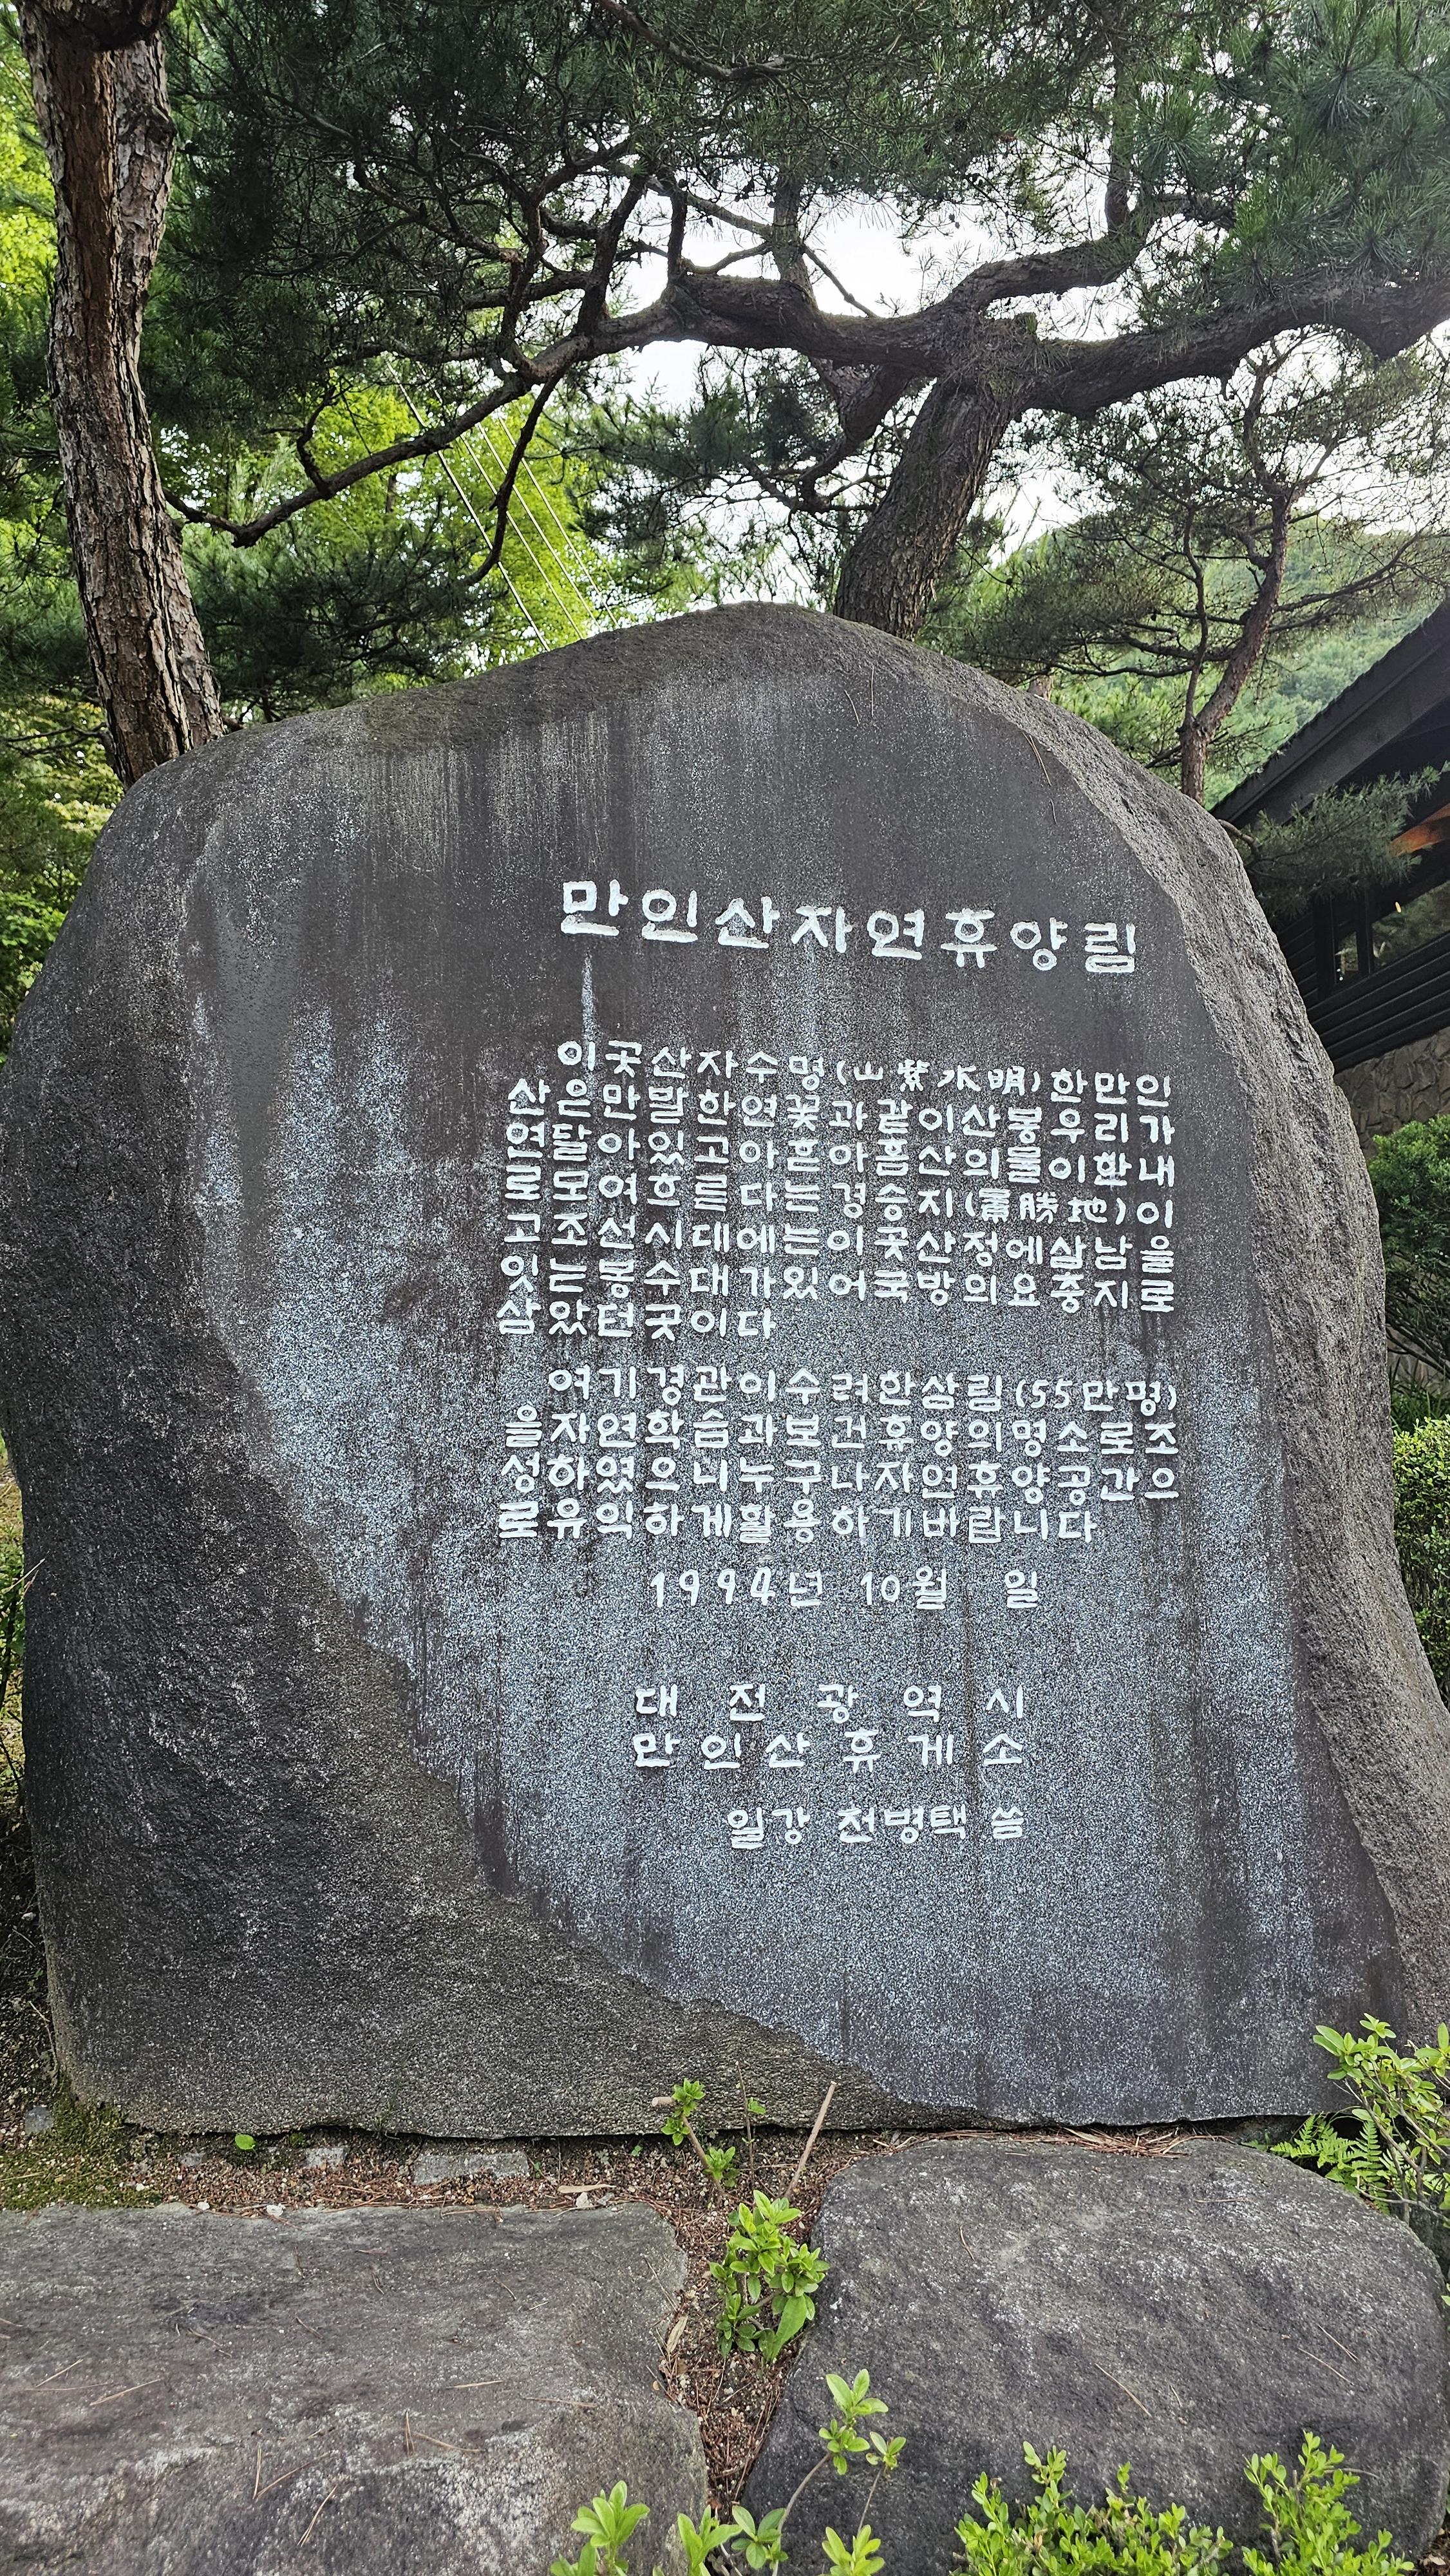 만인산자연휴양림
이곳산자수명(山紫水明)한만인
산은만말한연꽃과같이산봉우리가
연달아있고아흔아홉산의물이한내
로모여흐른다는경승지(景勝地)이
고조선시대에는이곳산정에삼남을
잇는봉수대가있어국방의요충지로
삼았던곳이다
여기경관이수려한삼림(55만평)
을자연학습과보건휴양의명소로조
성하였으니누구나자연휴양공간으
로유익하게활용하기바랍니다
1994년 10월 일
대전광역시
만인산휴게소
일강 전병택 씀